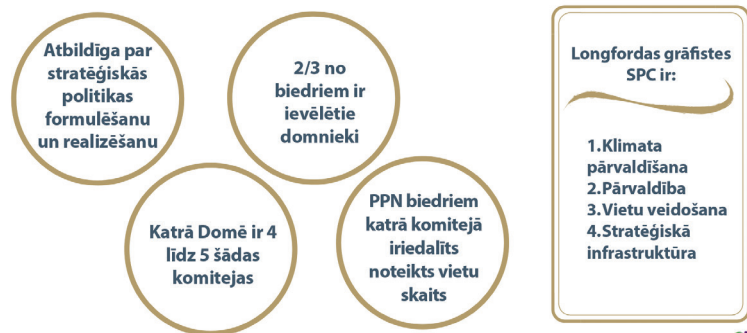 Atbildīga par
stratēģiskās
politikas
formulēšanu
un realizēšanu
2/3 no
biedriem ir
ievēlētie
domnieki
Katrā Domē ir 4
līdz 5 šādas
komitejas
PPN biedriem
katrā komitejā
iriedalīts
noteikts vietu
skaits
Longfordas grāfistes
SPC ir:
1.Klimata
pārvaldīšana
2.Pārvaldība
3.Vietu veidošana
4.Stratēģiskā
infrastruktūra